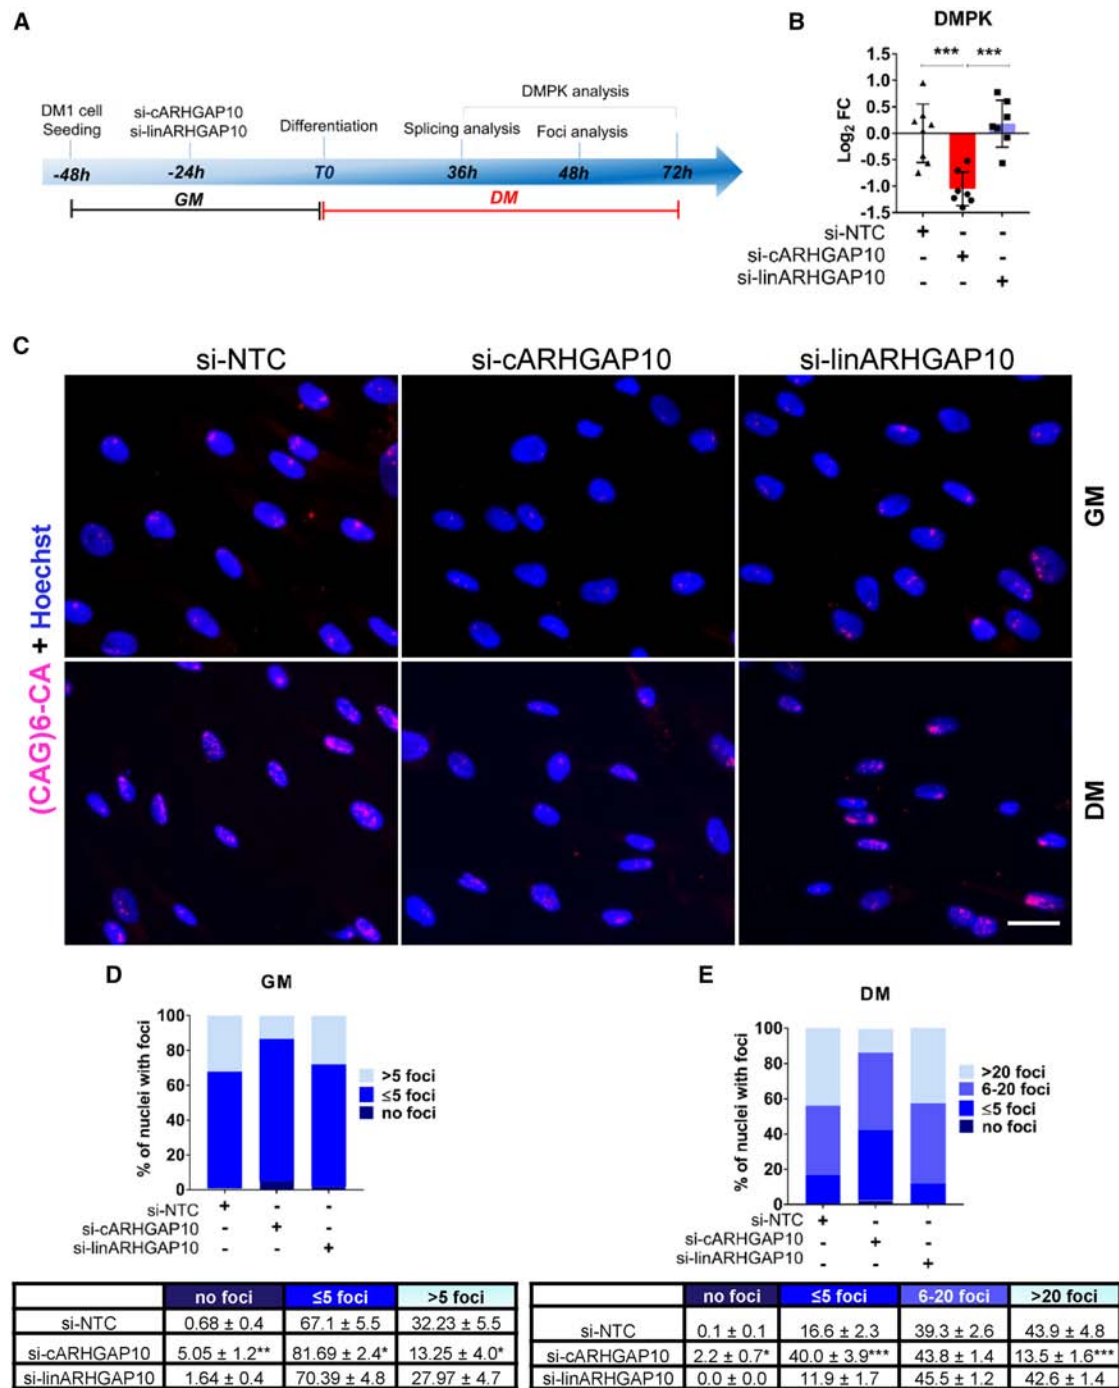 A
DM1 cell
Seeding
si-cARHGAP10
si-linARHGAP10
Differentiation
Splicing analysis
DMPK analysis
Foci analysis
-48h
-24h
T0
36h
48h
72h
GM
DM
B
DMPK
Log2 FC
1.5
1.0
0.5
0.0
-0.5
-1.0
-1.5
*** ***
si-NTC + - -
si-cARHGAP10 - + -
si-linARHGAP10 - - +
C
si-NTC
si-cARHGAP10
si-linARHGAP10
(CAG)6-CA + Hoechst
GM
DM
D
GM
% of nuclei with foci
100
80
60
40
20
0
>5 foci
≤5 foci
no foci
si-NTC + - -
si-cARHGAP10 - + -
si-linARHGAP10 - - +
no foci ≤5 foci >5 foci
si-NTC 0.68 ± 0.4 67.1 ± 5.5 32.23 ± 5.5
si-cARHGAP10 5.05 ± 1.2** 81.69 ± 2.4* 13.25 ± 4.0*
si-linARHGAP10 1.64 ± 0.4 70.39 ± 4.8 27.97 ± 4.7
E
DM
% of nuclei with foci
100
80
60
40
20
0
>20 foci
6-20 foci
≤5 foci
no foci
si-NTC + - -
si-cARHGAP10 - + -
si-linARHGAP10 - - +
no foci ≤5 foci 6-20 foci >20 foci
si-NTC 0.1 ± 0.1 16.6 ± 2.3 39.3 ± 2.6 43.9 ± 4.8
si-cARHGAP10 2.2 ± 0.7* 40.0 ± 3.9*** 43.8 ± 1.4 13.5 ± 1.6***
si-linARHGAP10 0.0 ± 0.0 11.9 ± 1.7 45.5 ± 1.2 42.6 ± 1.4